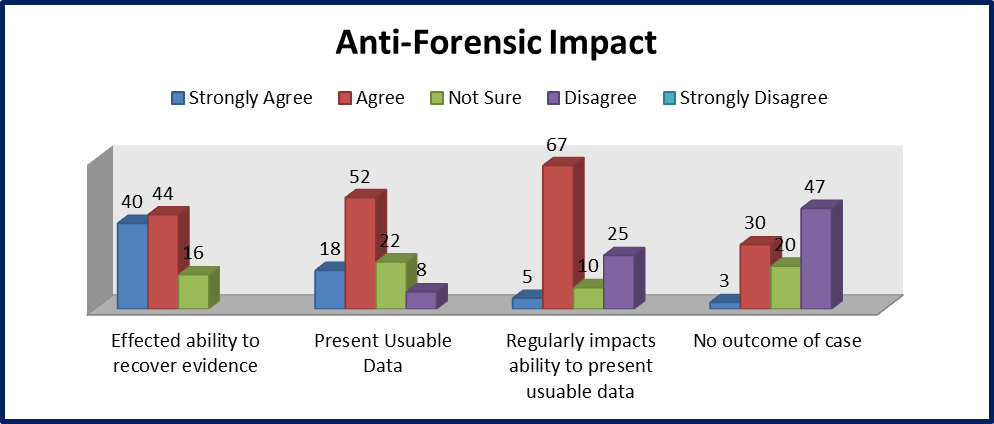 Anti-Forensic Impact
Strongly Agree Agree Not Sure Disagree Strongly Disagree
40 44 16
18 52 22 8
5 67 10 25
3 30 20 47
Effected ability to
recover evidence
Present Usuable
Data
Regularly impacts
ability to present
usuable data
No outcome of case